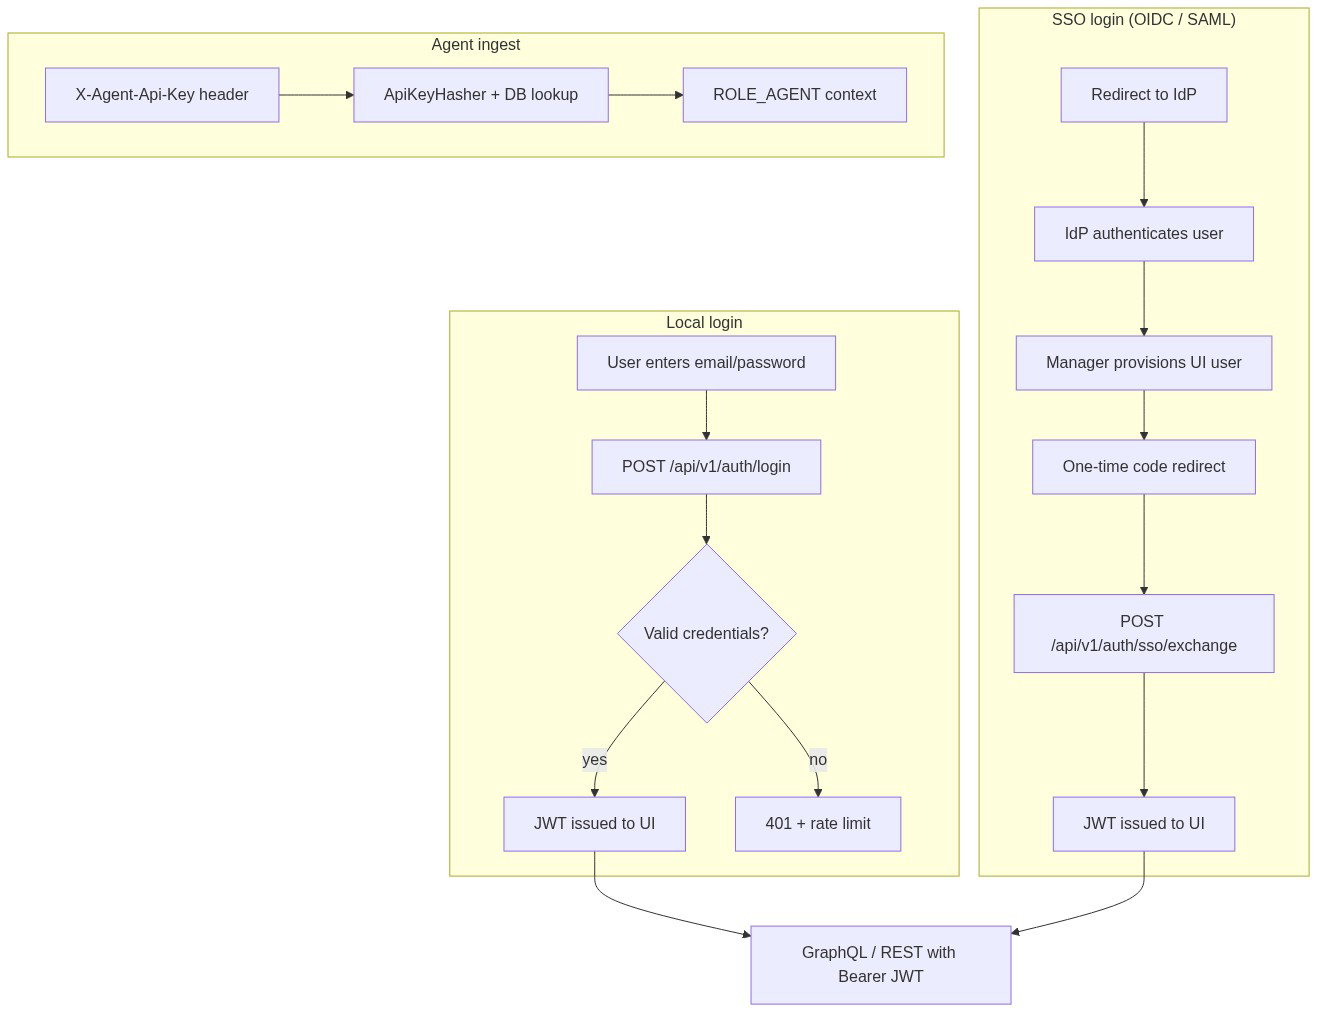 Agent ingest
X-Agent-Api-Key header
ApiKeyHasher + DB lookup
ROLE_AGENT context
SSO login (OIDC / SAML)
Redirect to IdP
IdP authenticates user
Manager provisions UI user
One-time code redirect
POST
/api/v1/auth/sso/exchange
JWT issued to UI
Local login
User enters email/password
POST /api/v1/auth/login
Valid credentials?
yes
no
JWT issued to UI
401 + rate limit
GraphQL / REST with
Bearer JWT